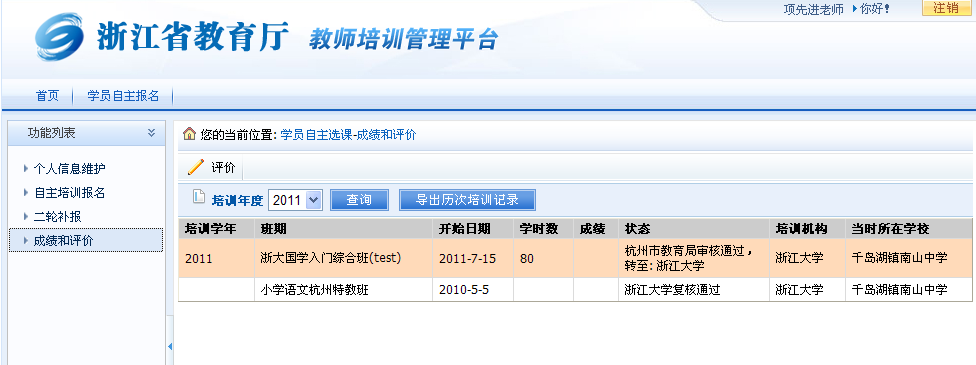 项先进老师 你好!
注销
浙江省教育厅 教师培训管理平台
首页 学员自主报名
功能列表
个人信息维护
自主培训报名
二轮补报
成绩和评价
您的当前位置: 学员自主选课-成绩和评价
评价
培训年度 2011 查询 导出历次培训记录
培训学年 班期 开始日期 学时数 成绩 状态 培训机构 当时所在学校
2011 浙大国学入门综合班(test) 2011-7-15 80 杭州市教育局审核通过，
转至: 浙江大学 浙江大学 千岛湖镇南山中学
小学语文杭州特教班 2010-5-5 浙江大学复核通过 浙江大学 千岛湖镇南山中学